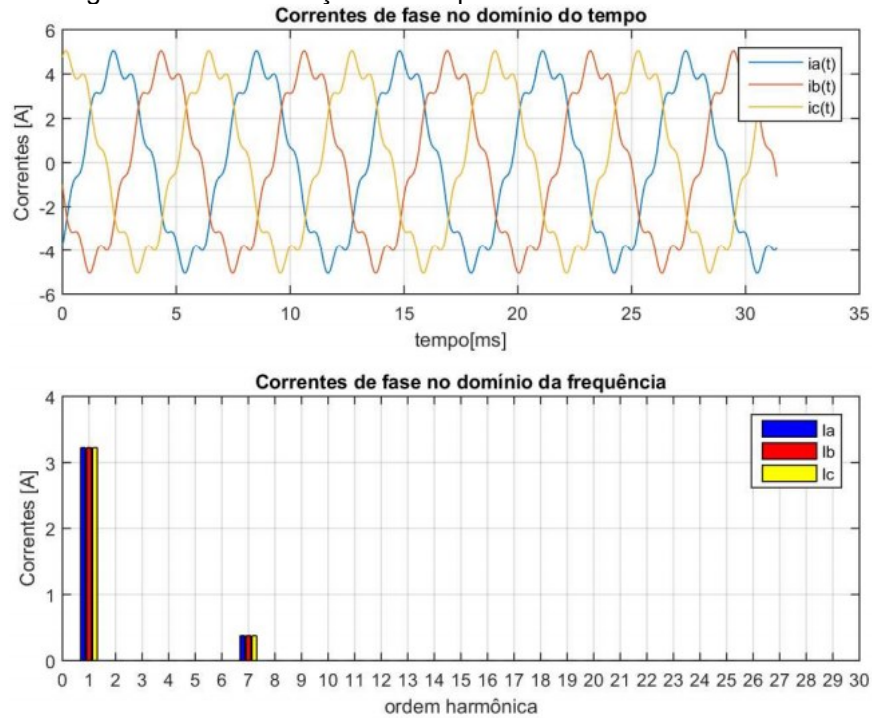 Correntes de fase no domínio do tempo
6
4
2
0
-2
-4
-6
Correntes [A]
ia(t)
ib(t)
ic(t)
0 5 10 15 20 25 30 35
tempo[ms]
Correntes de fase no domínio da frequência
4
3
2
1
0
Correntes [A]
Ia
Ib
Ic
0 1 2 3 4 5 6 7 8 9 10 11 12 13 14 15 16 17 18 19 20 21 22 23 24 25 26 27 28 29 30
ordem harmônica